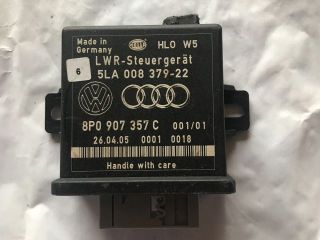 Made in
Germany
HLO W5
LWR-Steuergerät
5LA 008 379-22
6
8P0 907 357 C 001/01
26.04.05 0001 0018
Handle with care